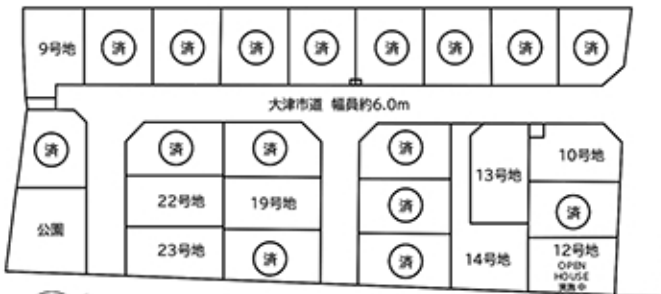 9号地
済
済
済
済
済
済
済
済
大津市道 幅員約6.0m
済
済
済
済
10号地
13号地
22号地
19号地
済
済
公園
23号地
済
済
14号地
12号地
OPEN
HOUSE
実施中